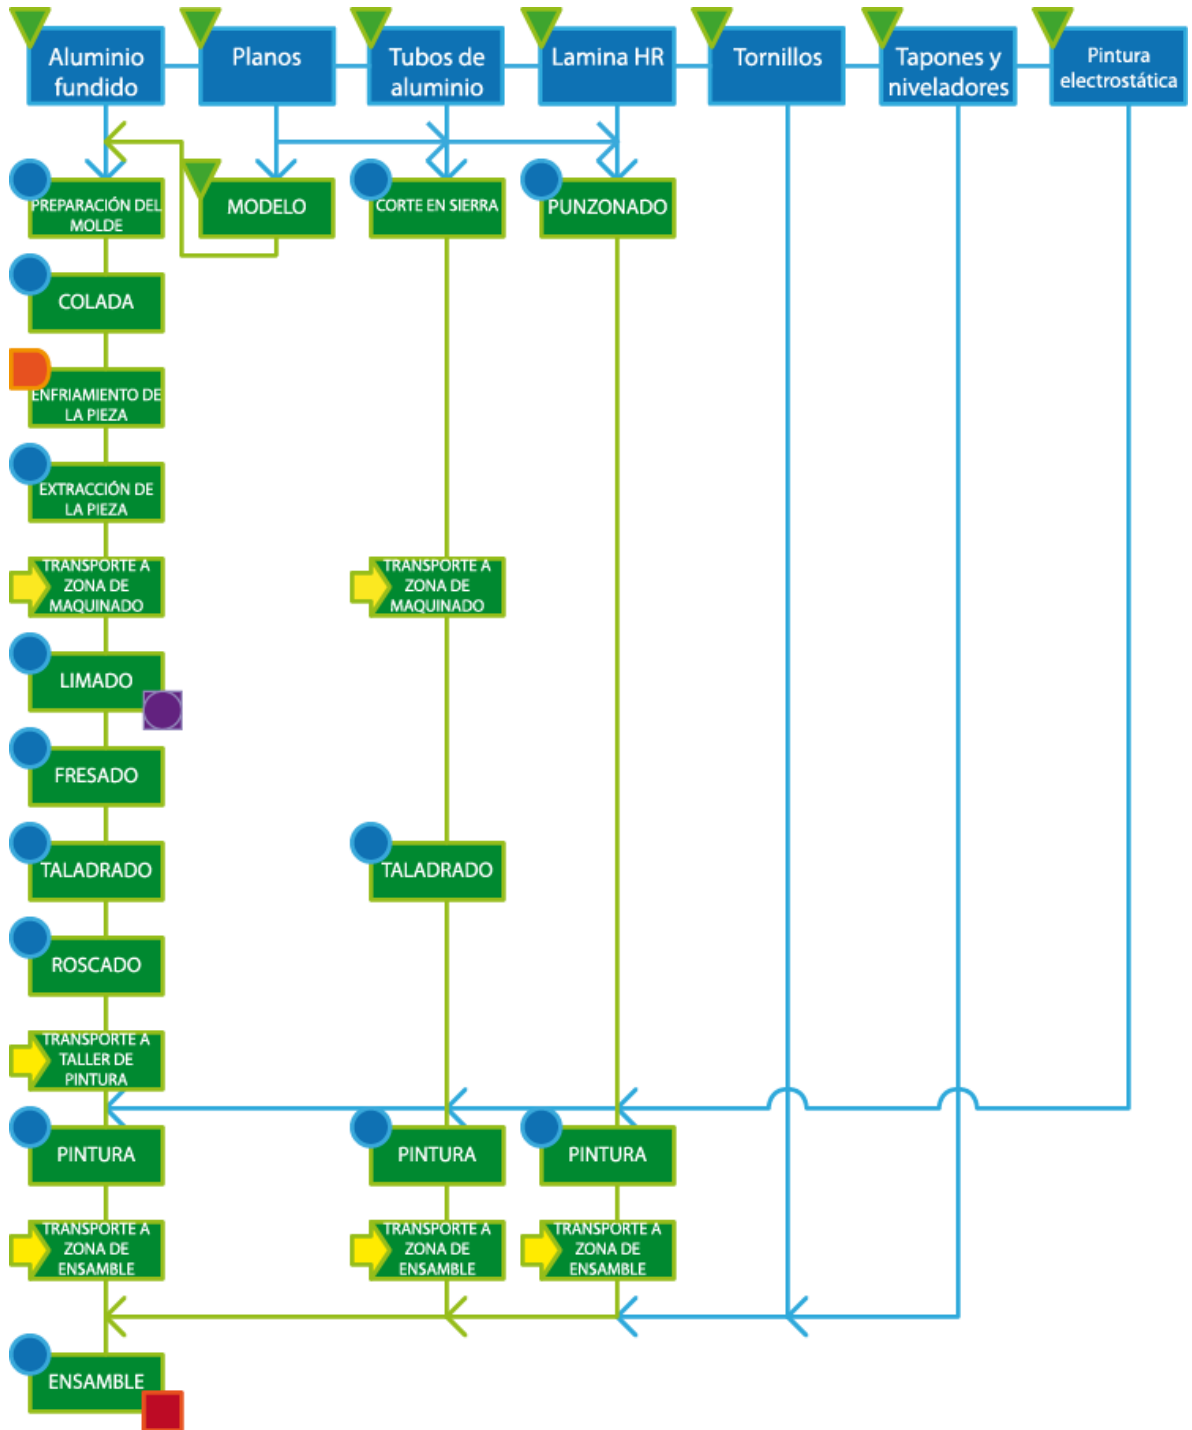 Aluminio
fundido
Planos
Tubos de
aluminio
Lamina HR
Tornillos
Tapones y
niveladores
Pintura
electrostática
PREPARACIÓN DEL
MOLDE
MODELO
CORTE EN SIERRA
PUNZONADO
COLADA
ENFRIAMIENTO DE
LA PIEZA
EXTRACCIÓN DE
LA PIEZA
TRANSPORTE A
ZONA DE
MAQUINADO
TRANSPORTE A
ZONA DE
MAQUINADO
LIMADO
FRESADO
TALADRADO
TALADRADO
ROSCADO
TRANSPORTE A
TALLER DE
PINTURA
PINTURA
PINTURA
PINTURA
TRANSPORTE A
ZONA DE
ENSAMBLE
TRANSPORTE A
ZONA DE
ENSAMBLE
TRANSPORTE A
ZONA DE
ENSAMBLE
ENSAMBLE